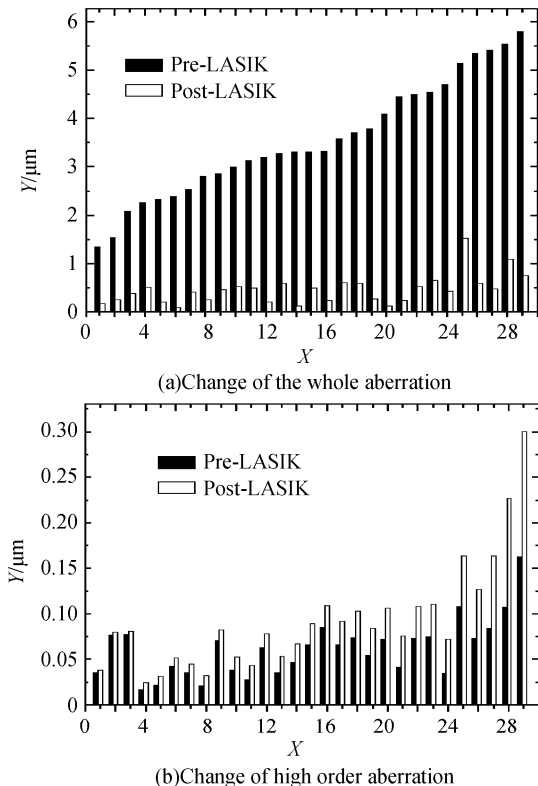 6
5
4
3
2
1
0
Y/μm
Pre-LASIK
Post-LASIK
0 4 8 12 16 20 24 28
X
(a)Change of the whole aberration
0.30
0.25
0.20
0.15
0.10
0.05
0
Y/μm
Pre-LASIK
Post-LASIK
0 4 8 12 16 20 24 28
X
(b)Change of high order aberration